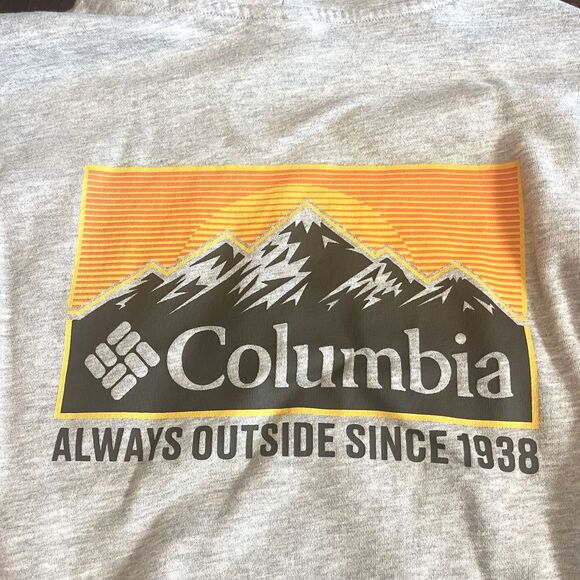 Columbia
ALWAYS OUTSIDE SINCE 1938